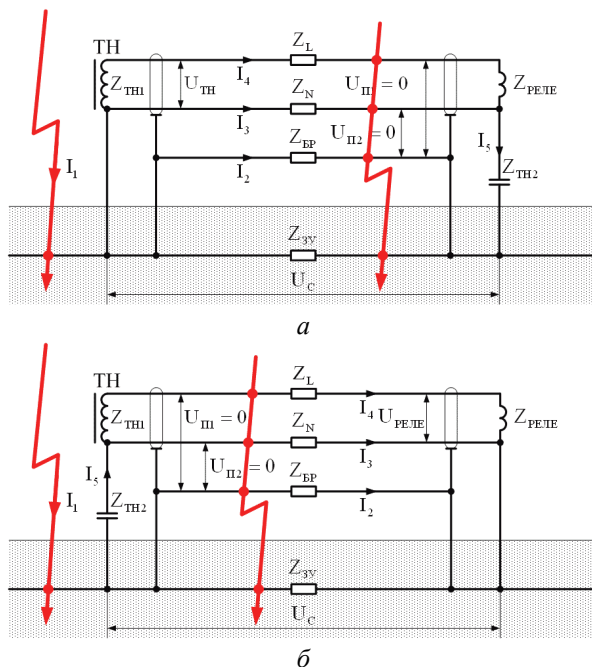 ТН
Z_L
Z_ТН1
U_ТН
I_4
U_П1 = 0
Z_РЕЛЕ
Z_N
I_3
U_П2 = 0
I_1
Z_БР
I_2
I_5
Z_ТН2
Z_ЗУ
U_С
а
ТН
Z_L
Z_ТН1
U_П1 = 0
I_4
U_РЕЛЕ
Z_РЕЛЕ
Z_N
I_3
U_П2 = 0
I_5
I_1
Z_ТН2
Z_БР
I_2
Z_ЗУ
U_С
б